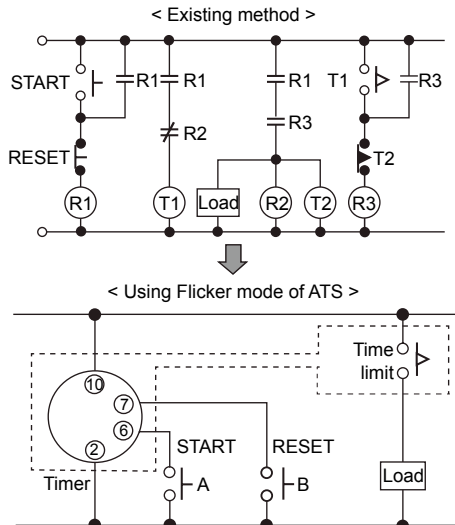 < Existing method >
START
R1
R1
R1
T1
R3
R2
R3
RESET
T2
R1
T1
Load
R2
T2
R3
< Using Flicker mode of ATS >
Time
limit
10
7
6
2
START
RESET
Timer
A
B
Load